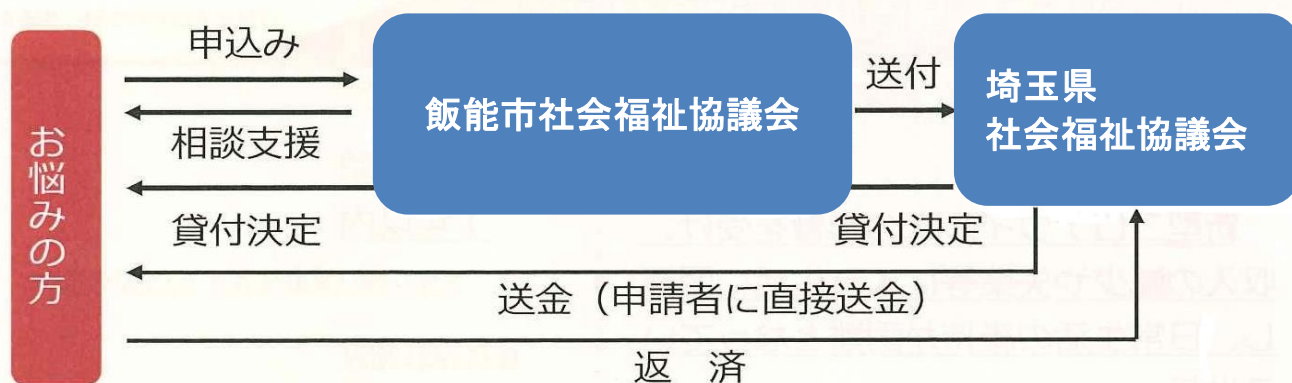 お悩みの方
申込み
相談支援
飯能市社会福祉協議会
送付
埼玉県
社会福祉協議会
貸付決定
貸付決定
送金（申請者に直接送金）
返　済